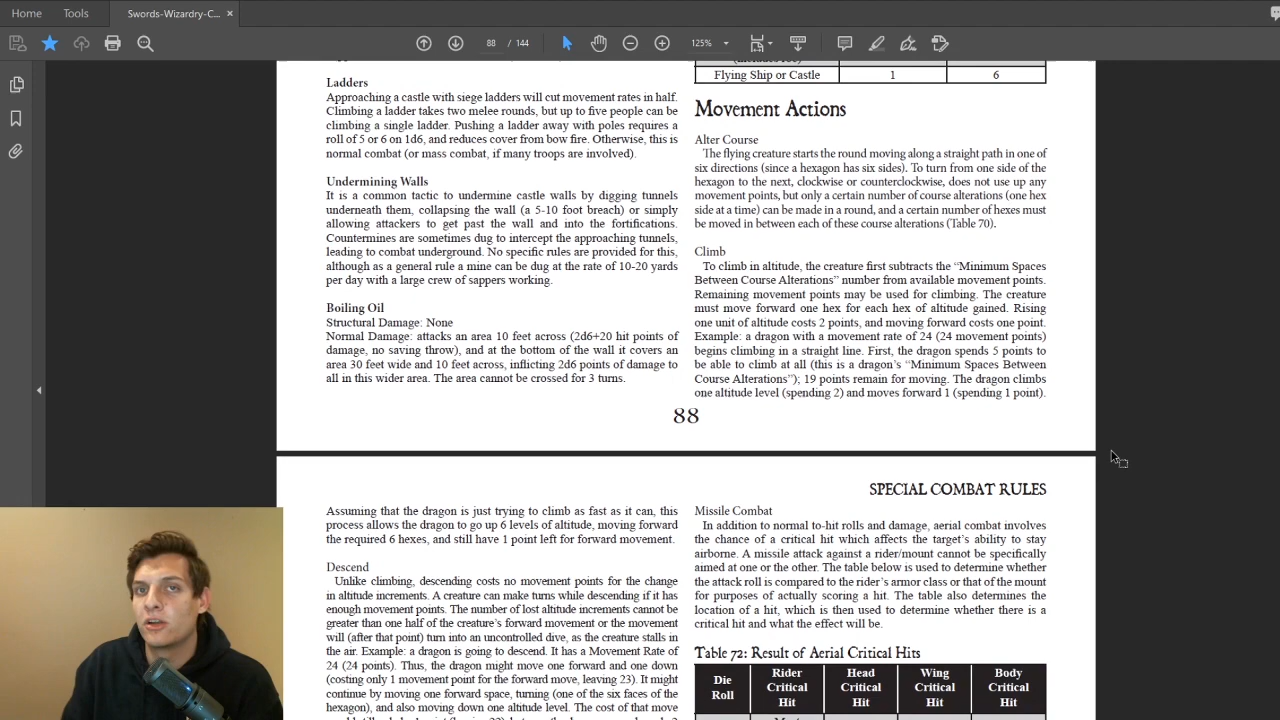 Home
Tools
Swords-Wizardry-C...
88 / 144
125%
Ladders
Approaching a castle with siege ladders will cut movement rates in half.
Climbing a ladder takes two melee rounds, but up to five people can be
climbing a single ladder. Pushing a ladder away with poles requires a
roll of 5 or 6 on 1d6, and reduces cover from bow fire. Otherwise, this is
normal combat (or mass combat, if many troops are involved).
Undermining Walls
It is a common tactic to undermine castle walls by digging tunnels
underneath them, collapsing the wall (a 5-10 foot breach) or simply
allowing attackers to get past the wall and into the fortifications.
Countermines are sometimes dug to intercept the approaching tunnels,
leading to combat underground. No specific rules are provided for this,
although as a general rule a mine can be dug at the rate of 10-20 yards
per day with a large crew of sappers working.
Boiling Oil
Structural Damage: None
Normal Damage: attacks an area 10 feet across (2d6+20 hit points of
damage, no saving throw), and at the bottom of the wall it covers an
area 30 feet wide and 10 feet across, inflicting 2d6 points of damage to
all in this wider area. The area cannot be crossed for 3 turns.
Flying Ship or Castle 1 6
Movement Actions
Alter Course
The flying creature starts the round moving along a straight path in one of
six directions (since a hexagon has six sides). To turn from one side of the
hexagon to the next, clockwise or counterclockwise, does not use up any
movement points, but only a certain number of course alterations (one hex
side at a time) can be made in a round, and a certain number of hexes must
be moved in between each of these course alterations (Table 70).
Climb
To climb in altitude, the creature first subtracts the “Minimum Spaces
Between Course Alterations” number from available movement points.
Remaining movement points may be used for climbing. The creature
must move forward one hex for each hex of altitude gained. Rising
one unit of altitude costs 2 points, and moving forward costs one point.
Example: a dragon with a movement rate of 24 (24 movement points)
begins climbing in a straight line. First, the dragon spends 5 points to
be able to climb at all (this is a dragon’s “Minimum Spaces Between
Course Alterations”); 19 points remain for moving. The dragon climbs
one altitude level (spending 2) and moves forward 1 (spending 1 point).
88
SPECIAL COMBAT RULES
Assuming that the dragon is just trying to climb as fast as it can, this
process allows the dragon to go up 6 levels of altitude, moving forward
the required 6 hexes, and still have 1 point left for forward movement.
Descend
Unlike climbing, descending costs no movement points for the change
in altitude increments. A creature can make turns while descending if it has
enough movement points. The number of lost altitude increments cannot be
greater than one half of the creature’s forward movement or the movement
will (after that point) turn into an uncontrolled dive, as the creature stalls in
the air. Example: a dragon is going to descend. It has a Movement Rate of
24 (24 points). Thus, the dragon might move one forward and one down
(costing only 1 movement point for the forward move, leaving 23). It might
continue by moving one forward space, turning (one of the six faces of the
hexagon), and also moving down one altitude level. The cost of that move
Missile Combat
In addition to normal to-hit rolls and damage, aerial combat involves
the chance of a critical hit which affects the target’s ability to stay
airborne. A missile attack against a rider/mount cannot be specifically
aimed at one or the other. The table below is used to determine whether
the attack roll is compared to the rider’s armor class or that of the mount
for purposes of actually scoring a hit. The table also determines the
location of a hit, which is then used to determine whether there is a
critical hit and what the effect will be.
Table 72: Result of Aerial Critical Hits
Die Roll
Rider Critical Hit
Head Critical Hit
Wing Critical Hit
Body Critical Hit